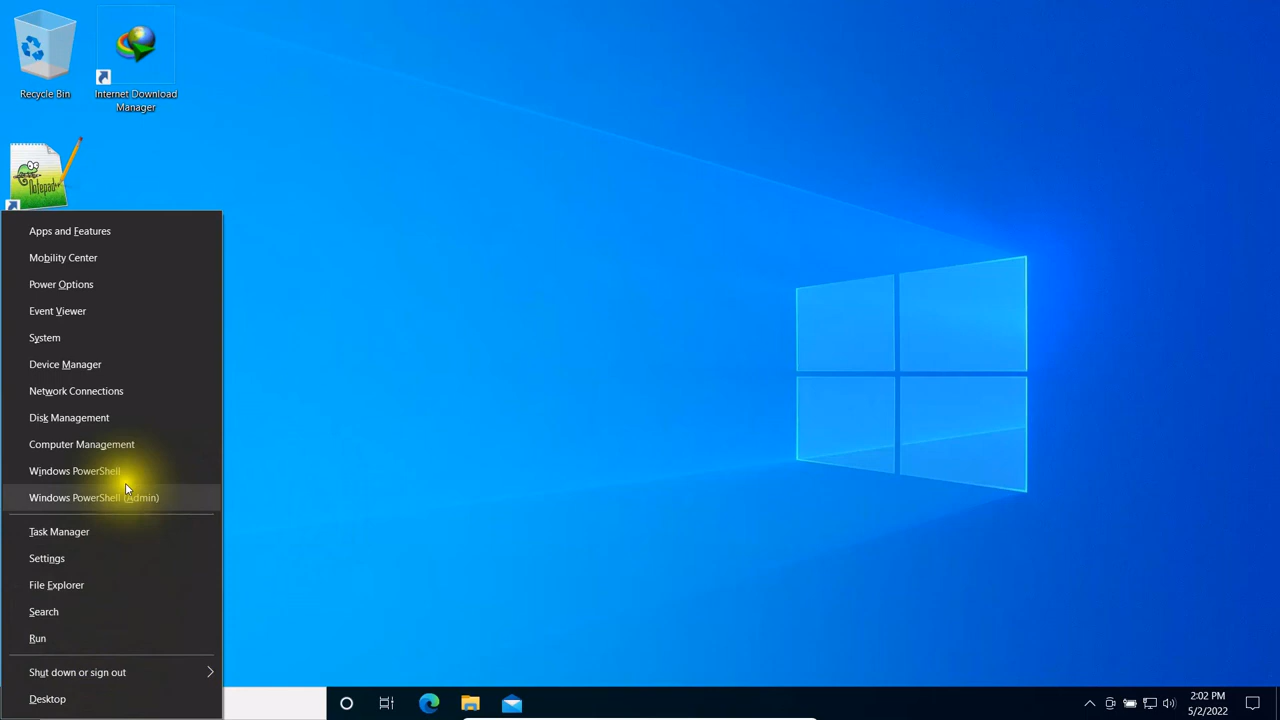 Recycle Bin
Internet Download
Manager
Notepad
Apps and Features
Mobility Center
Power Options
Event Viewer
System
Device Manager
Network Connections
Disk Management
Computer Management
Windows PowerShell
Windows PowerShell (Admin)
Task Manager
Settings
File Explorer
Search
Run
Shut down or sign out
Desktop
2:02 PM
5/2/2022